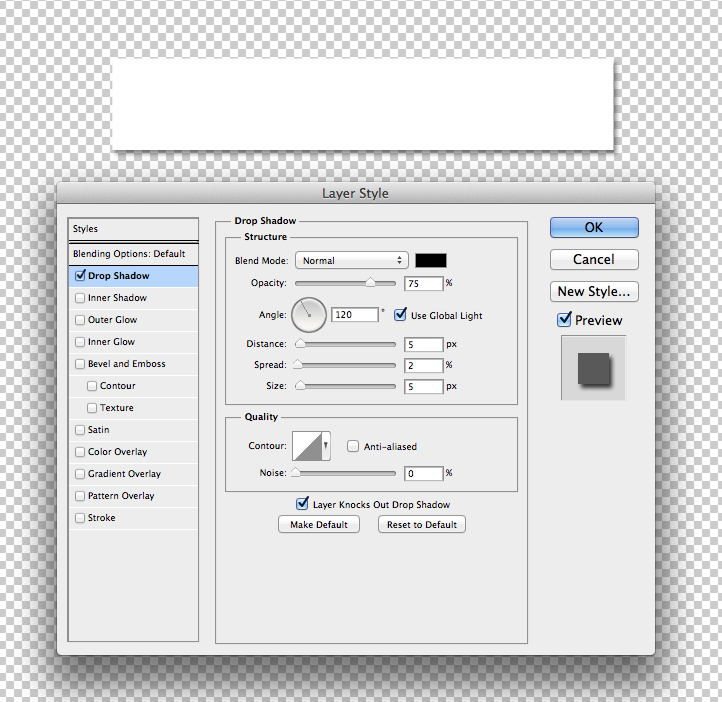 Layer Style
Styles
Blending Options: Default
Drop Shadow
Inner Shadow
Outer Glow
Inner Glow
Bevel and Emboss
Contour
Texture
Satin
Color Overlay
Gradient Overlay
Pattern Overlay
Stroke
Drop Shadow
Structure
Blend Mode: Normal
Opacity: 75 %
Angle: 120 ° Use Global Light
Distance: 5 px
Spread: 2 %
Size: 5 px
Quality
Contour: Anti-aliased
Noise: 0 %
Layer Knocks Out Drop Shadow
Make Default Reset to Default
OK
Cancel
New Style...
Preview